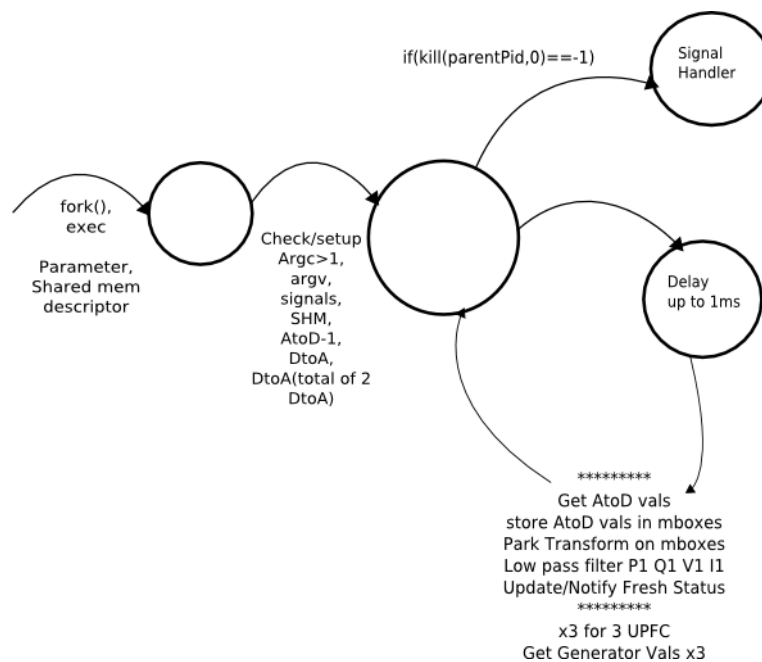 if(kill(parentPid,0)==-1)
Signal
Handler
fork(),
exec
Parameter,
Shared mem
descriptor
Check/setup
Argc>1,
argv,
signals,
SHM,
AtoD-1,
DtoA,
DtoA(total of 2
DtoA)
Delay
up to 1ms
*********
Get AtoD vals
store AtoD vals in mboxes
Park Transform on mboxes
Low pass filter P1 Q1 V1 I1
Update/Notify Fresh Status
*********
x3 for 3 UPFC
Get Generator Vals x3